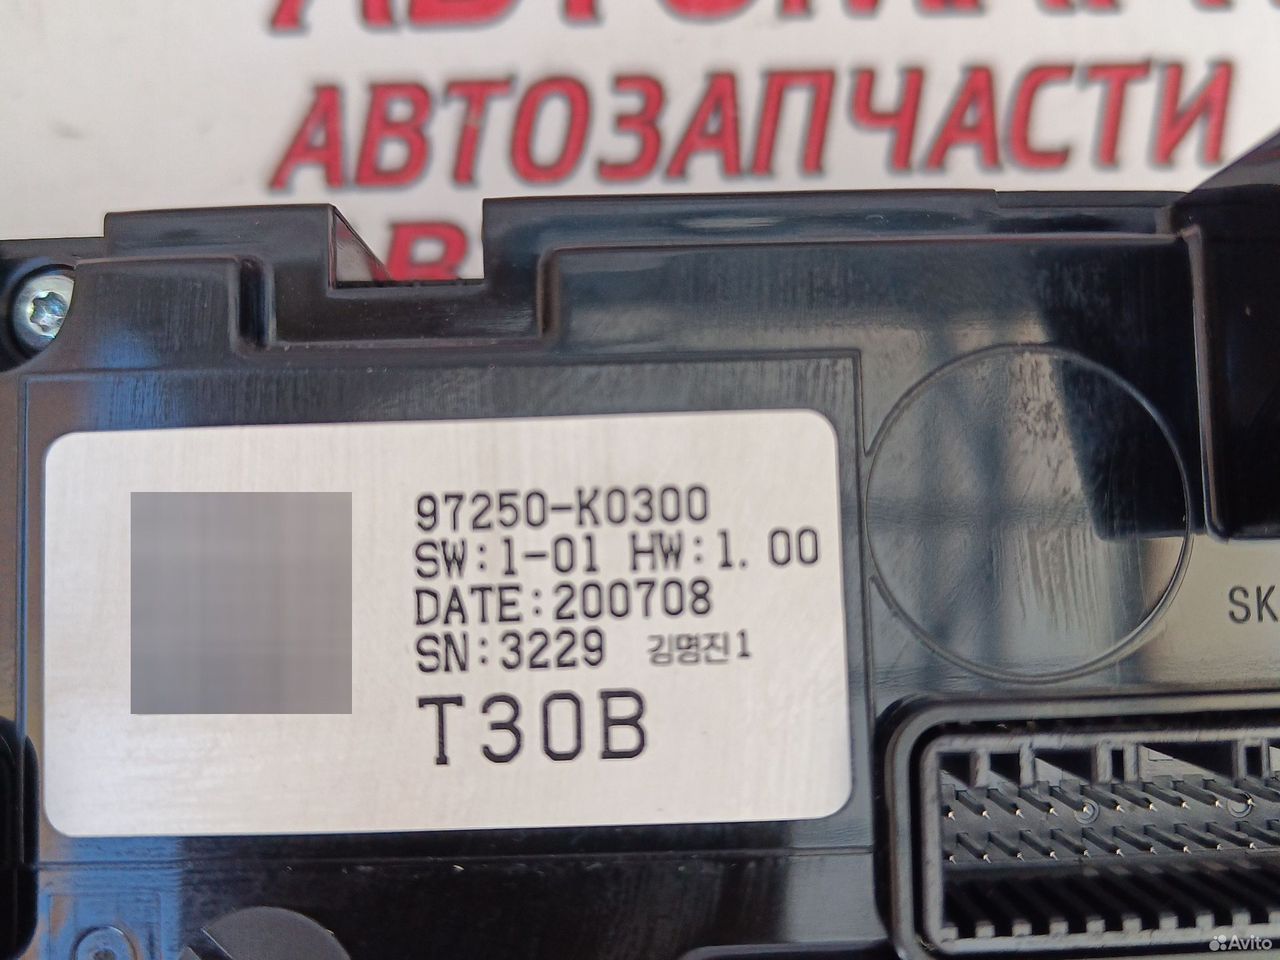 АВТОЗАПЧАСТИ
97250-K0300
SW:1-01 HW:1.00
DATE:200708
SN:3229 김명진1
T30B
SK
Avito